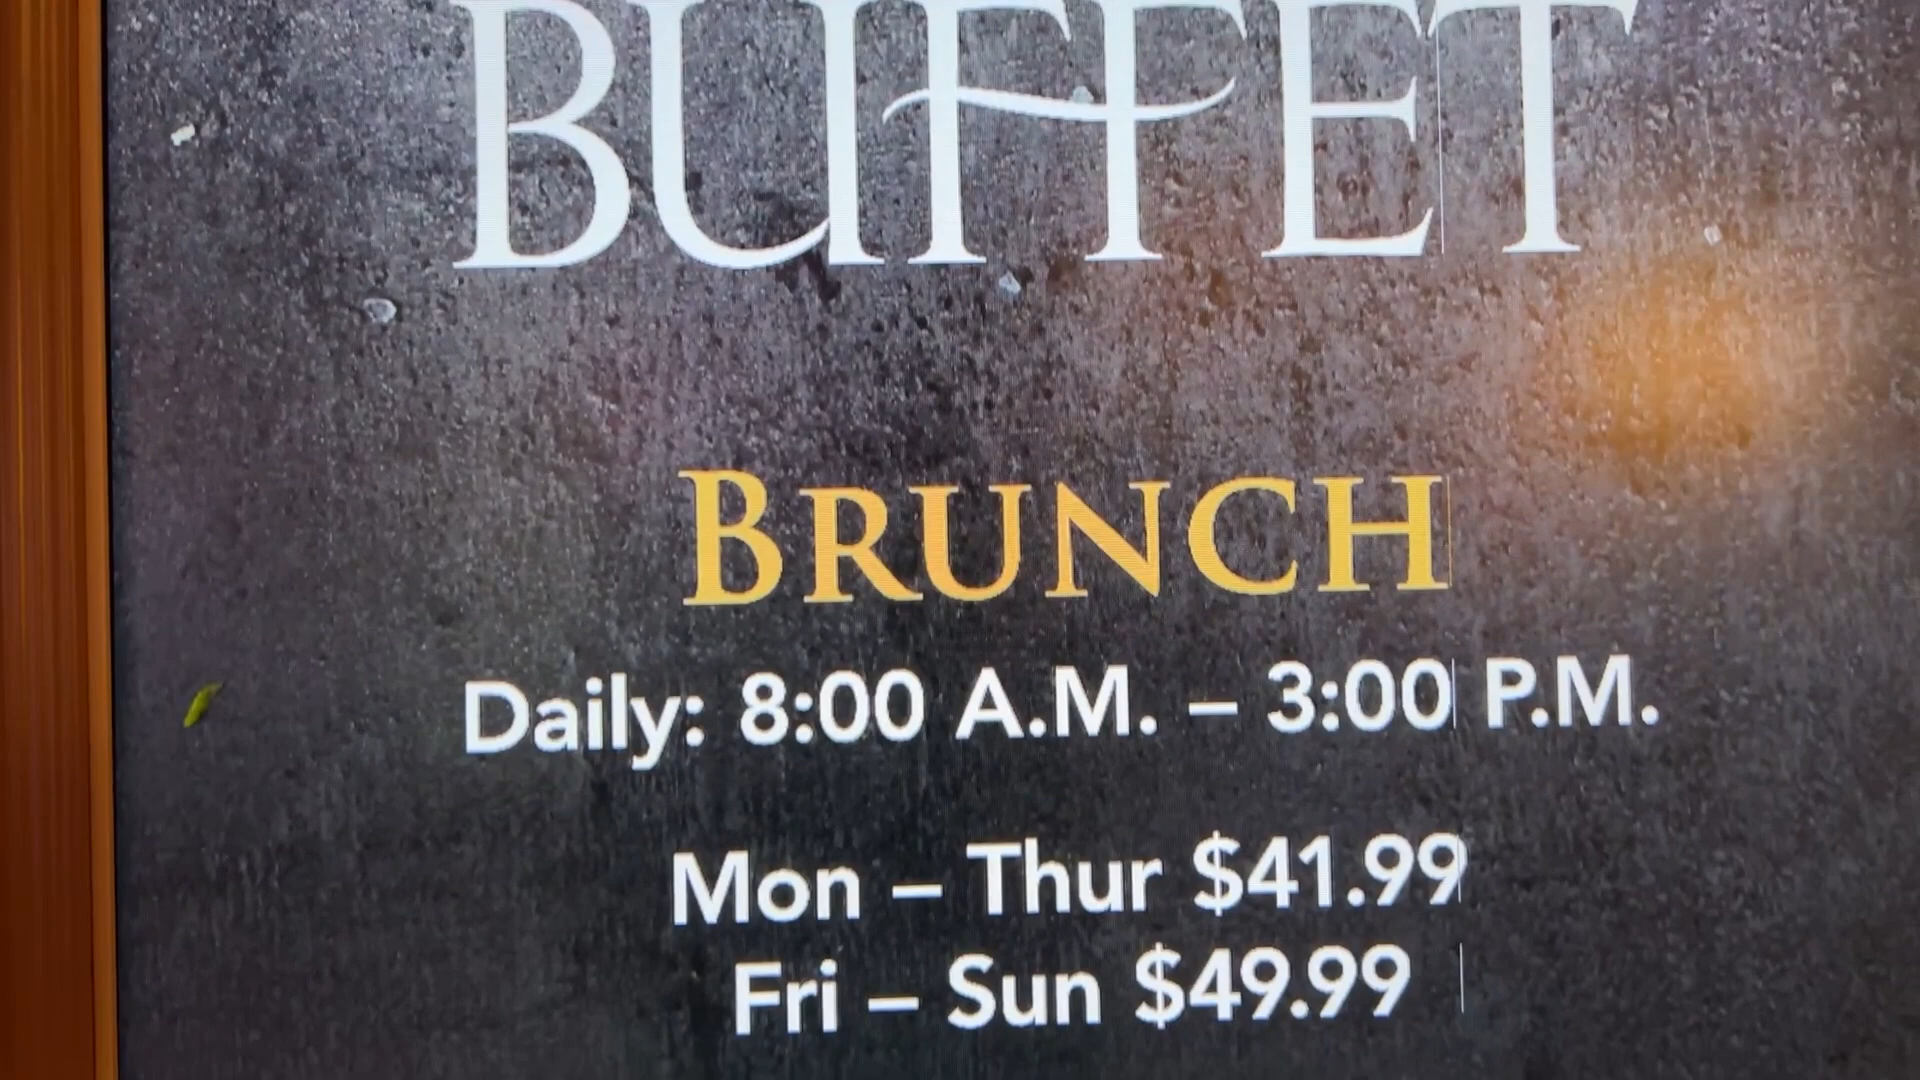 BUFFET
BRUNCH
Daily: 8:00 A.M. – 3:00 P.M.
Mon – Thur $41.99
Fri – Sun $49.99